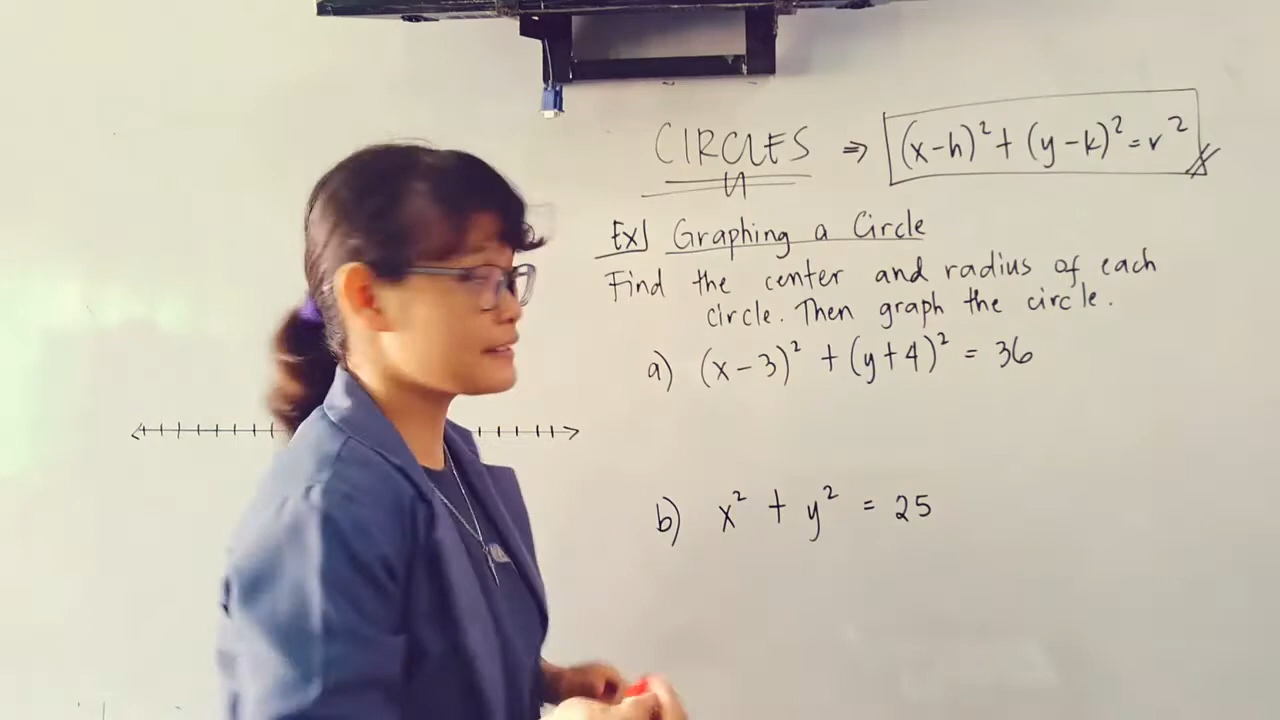 CIRCLES ⇒ (x-h)² + (y-k)² = r²
Ex] Graphing a Circle
Find the center and radius of each
circle. Then graph the circle.
a) (x-3)² + (y+4)² = 36
b) x² + y² = 25